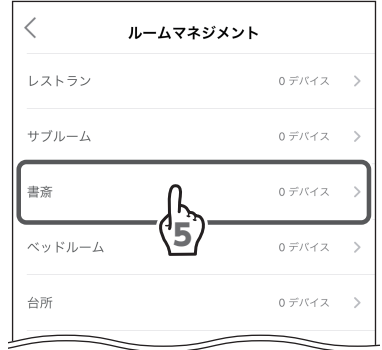 ルームマネジメント
レストラン 0 デバイス
サブルーム 0 デバイス
書斎 0 デバイス
5
ベッドルーム 0 デバイス
台所 0 デバイス